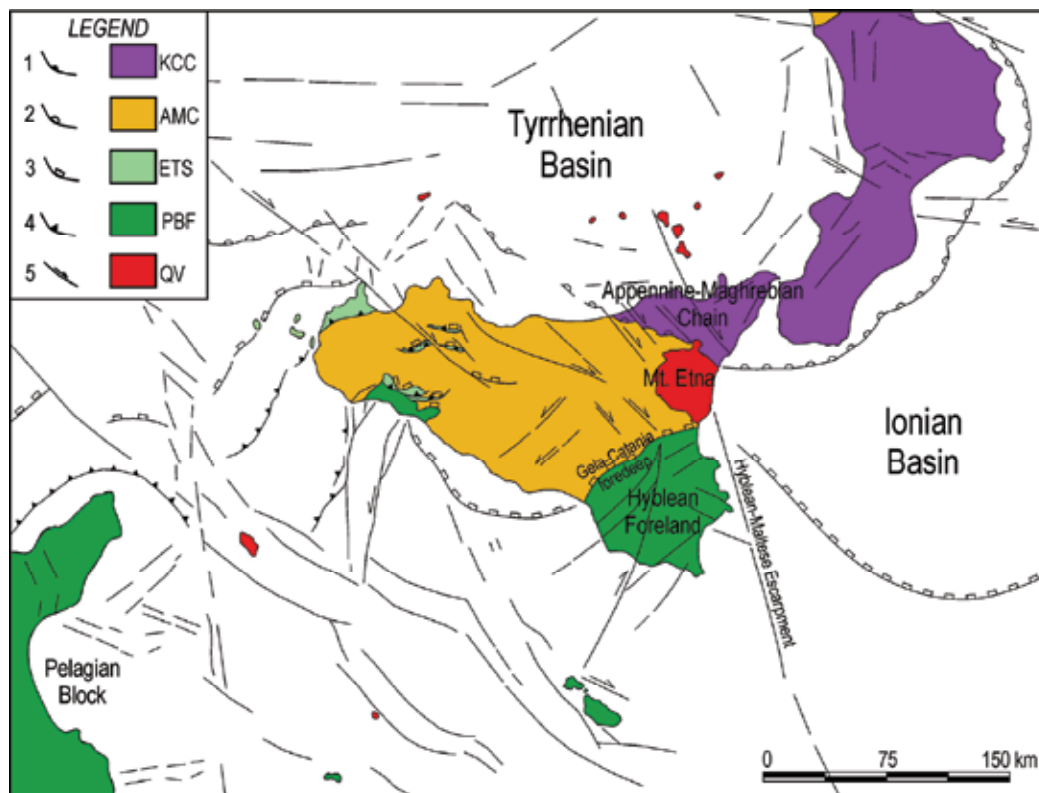 LEGEND
1 KCC
2 AMC
3 ETS
4 PBF
5 QV
Tyrrhenian
Basin
Appennine-Maghrebian
Chain
Mt. Etna
Ionian
Basin
Gela-Catania
foredeep
Hyblean
Foreland
Hyblean-Maltese Escarpment
Pelagian
Block
0 75 150 km